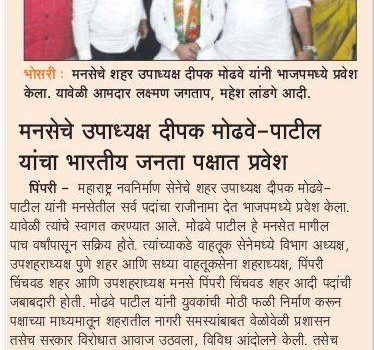 भोसरी : मनसेचे शहर उपाध्यक्ष दीपक मोढवे यांनी भाजपमध्ये प्रवेश
केला. यावेळी आमदार लक्ष्मण जगताप, महेश लांडगे आदी.
मनसेचे उपाध्यक्ष दीपक मोढवे-पाटील
यांचा भारतीय जनता पक्षात प्रवेश
पिंपरी – महाराष्ट्र नवनिर्माण सेनेचे शहर उपाध्यक्ष दीपक मोढवे-
पाटील यांनी मनसेतील सर्व पदांचा राजीनामा देत भाजपमध्ये प्रवेश केला.
यावेळी त्यांचे स्वागत करण्यात आले. मोढवे पाटील हे मनसेत मागील
पाच वर्षांपासून सक्रिय होते. त्यांच्याकडे वाहतूक सेनेमध्ये विभाग अध्यक्ष,
उपशहराध्यक्ष पुणे शहर आणि सध्या वाहतूकसेना शहराध्यक्ष, पिंपरी
चिंचवड शहर आणि उपशहराध्यक्ष मनसे पिंपरी चिंचवड शहर आदी पदांची
जबाबदारी होती. मोढवे पाटील यांनी युवकांची मोठी फळी निर्माण करून
पक्षाच्या माध्यमातून शहरातील नागरी समस्यांबाबत वेळोवेळी प्रशासन
तसेच सरकार विरोधात आवाज उठवला, विविध आंदोलने केली. तसेच